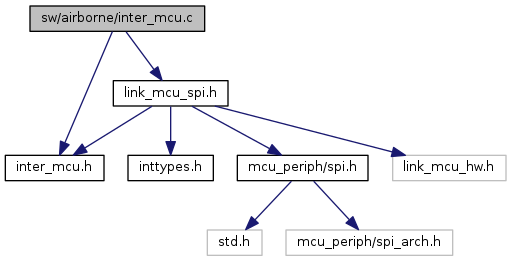 sw/airborne/inter_mcu.c
link_mcu_spi.h
inter_mcu.h
inttypes.h
mcu_periph/spi.h
link_mcu_hw.h
std.h
mcu_periph/spi_arch.h